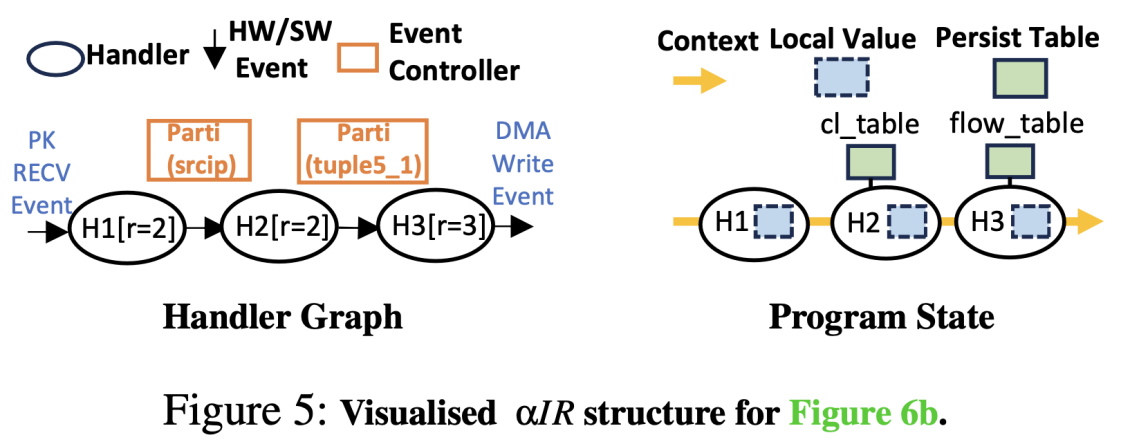 Handler
HW/SW
Event
Event
Controller
PK
RECV
Event
Parti
(srcip)
Parti
(tuple5_1)
DMA
Write
Event
H1[r=2]
H2[r=2]
H3[r=3]
Handler Graph
Context
Local Value
Persist Table
cl_table
flow_table
H1
H2
H3
Program State
Figure 5: Visualised αIR structure for Figure 6b.